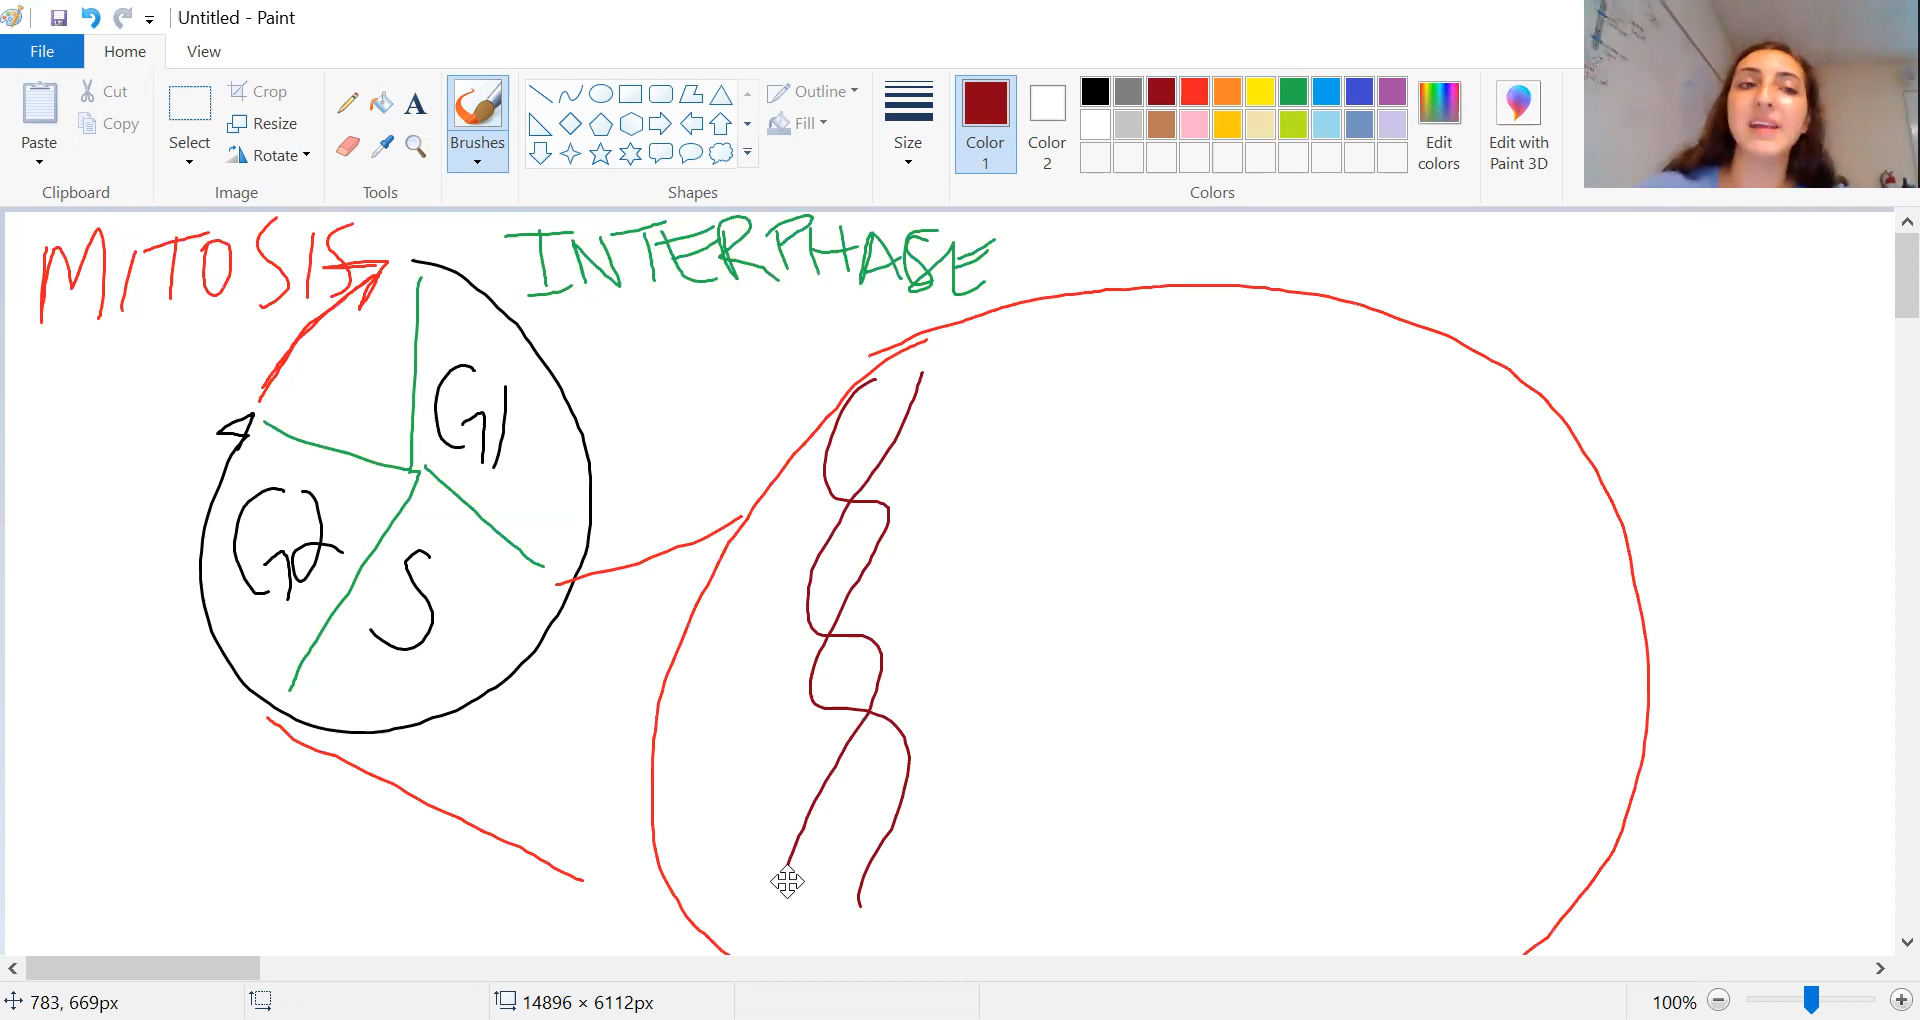 Untitled - Paint
File
Home
View
Paste
Cut
Copy
Clipboard
Select
Crop
Resize
Rotate
Image
Tools
Brushes
Shapes
Outline
Fill
Size
Color 1
Color 2
Colors
Edit colors
Edit with Paint 3D
MITOSIS
INTERPHASE
G1
G2
S
783, 669px
14896 × 6112px
100%